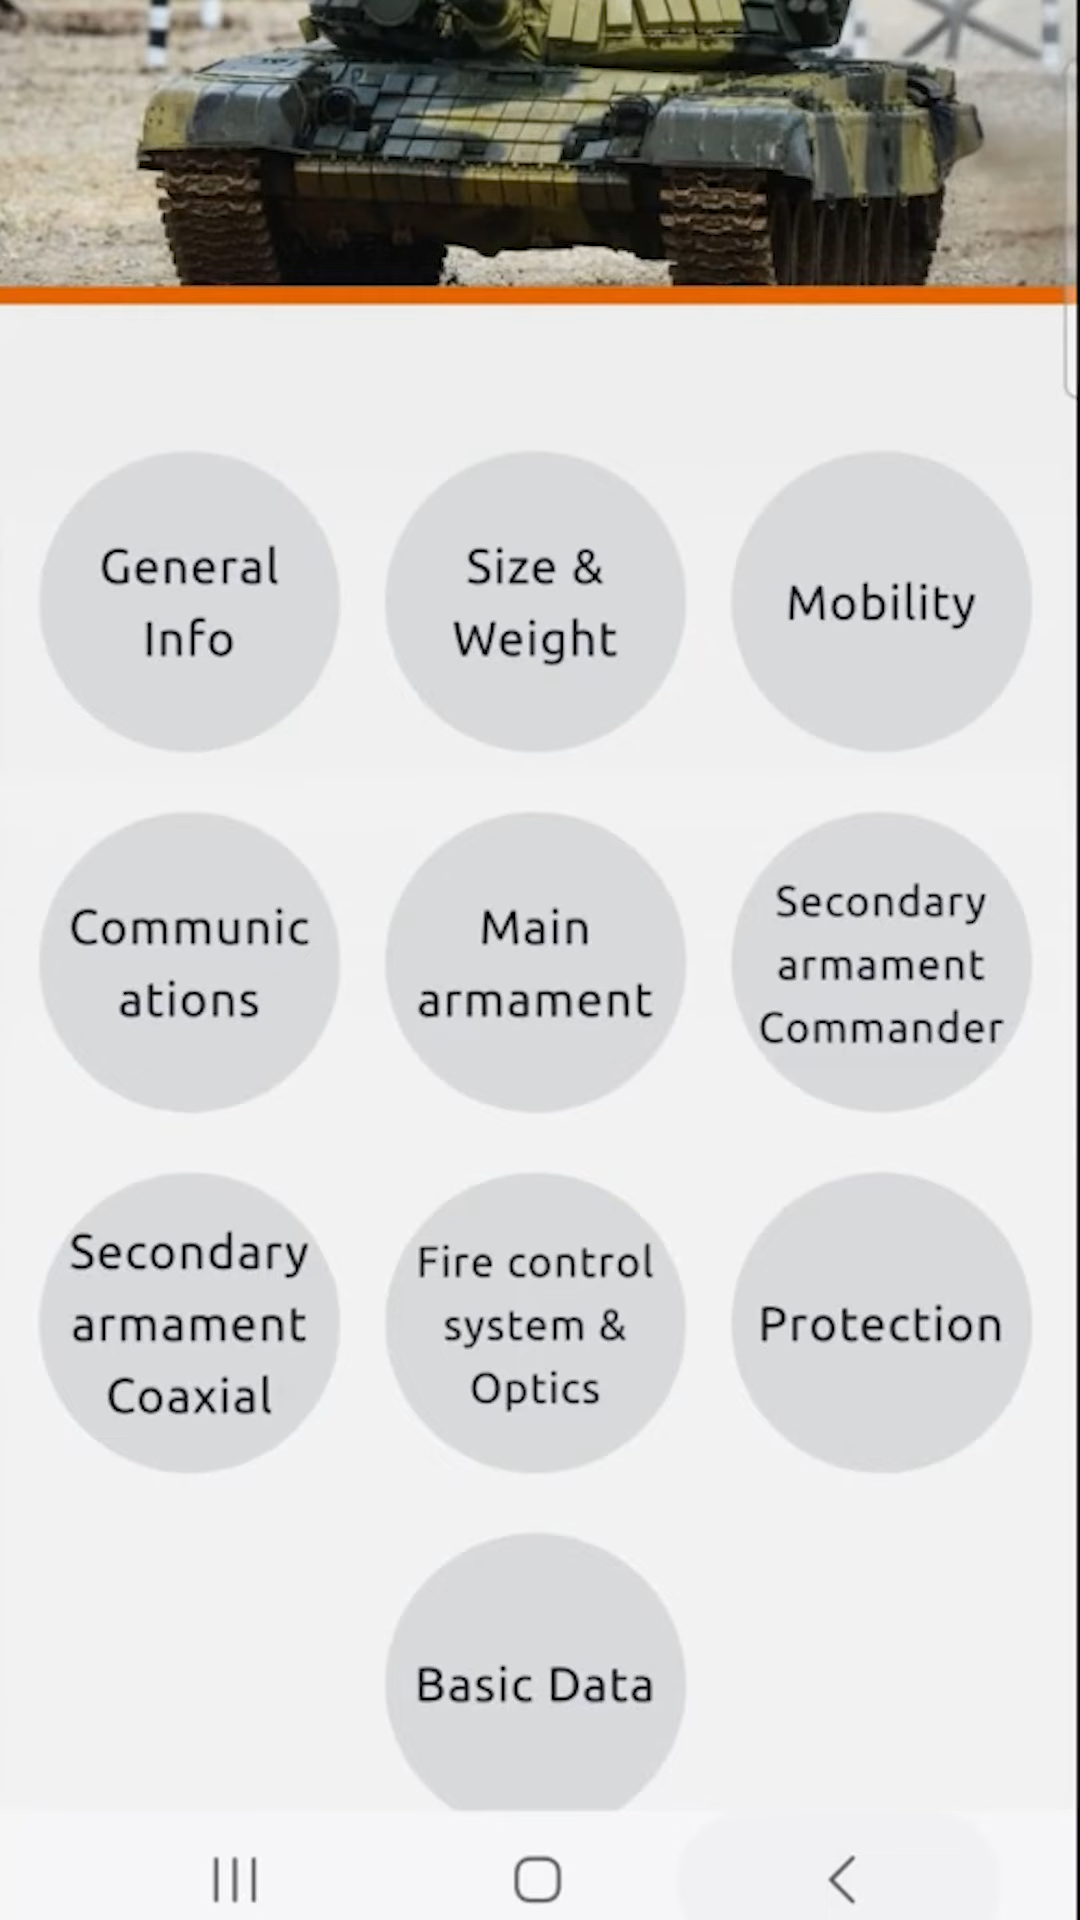 General
Info
Size &
Weight
Mobility
Communic
ations
Main
armament
Secondary
armament
Commander
Secondary
armament
Coaxial
Fire control
system &
Optics
Protection
Basic Data